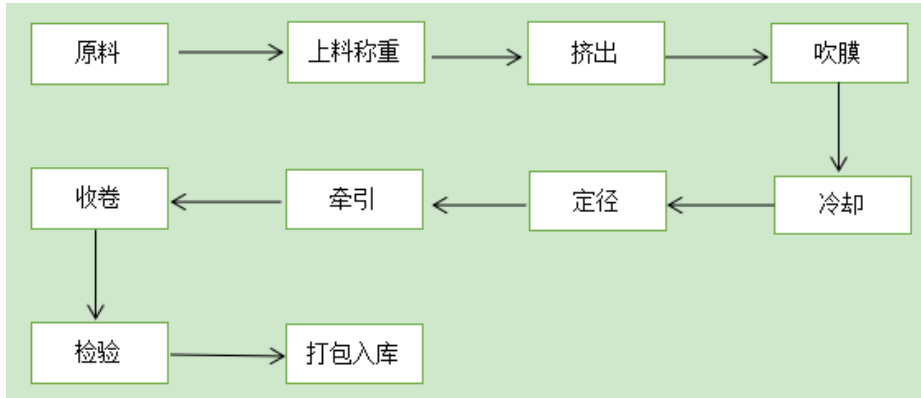 原料
上料称重
挤出
吹膜
冷却
定径
牵引
收卷
检验
打包入库